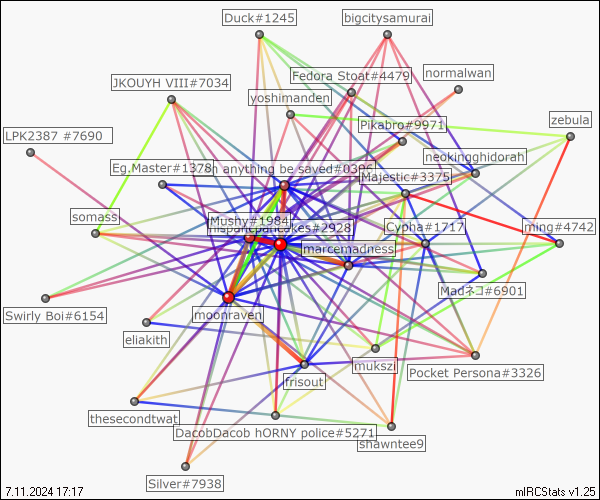 Duck#1245
bigcitysamurai
Fedora Stoat#4479
normalwan
JKOUYH VIII#7034
yoshimanden
zebula
Pikabro#9971
LPK2387 #7690
neokingghidorah
Eg.Master#1378
n anything be saved#0306
Majestic#3375
somass
Mushy#1984
cakes#2928
Cypha#1717
ming#4742
marcemadness
Madネコ#6901
Swirly Boi#6154
moonraven
eliakith
mukszi
Pocket Persona#3326
frisout
thesecondtwat
DacobDacob hORNY police#5271
shawntee9
Silver#7938
7.11.2024 17:17
mIRCStats v1.25